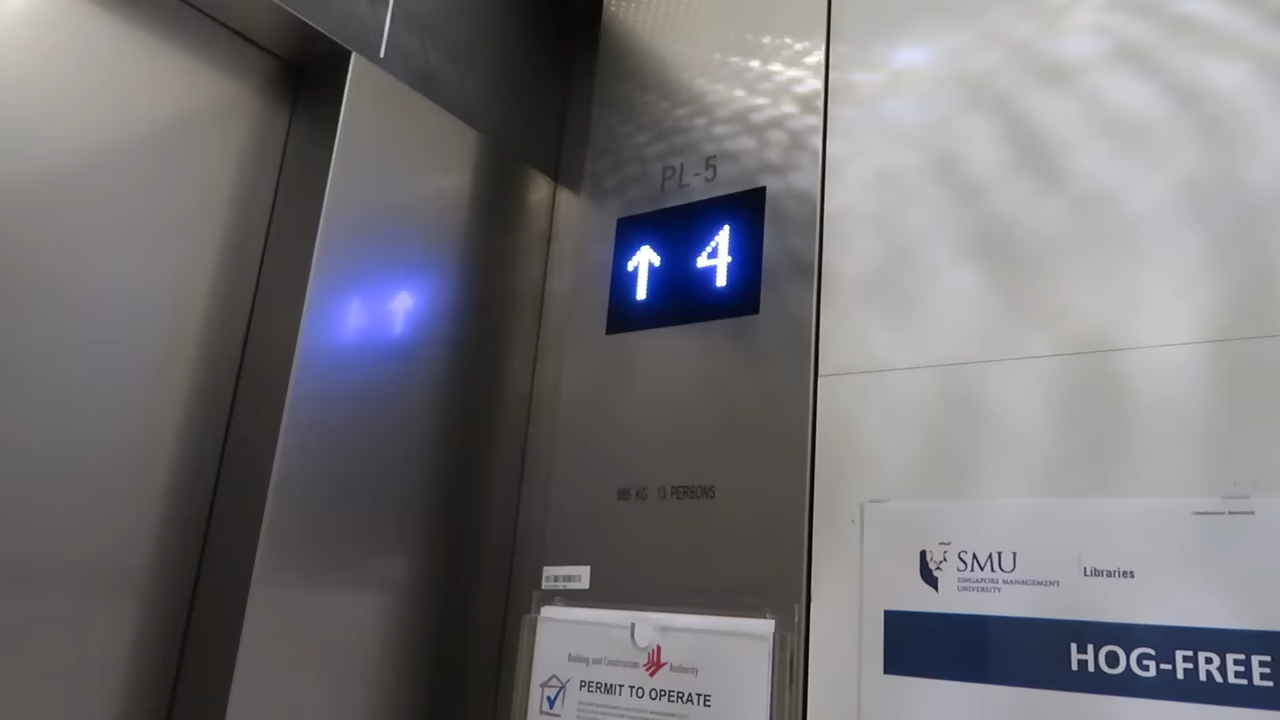 PL-5
↑ 4
KG 13 PERSONS
Building and Construction Authority
PERMIT TO OPERATE
SMU
SINGAPORE MANAGEMENT
UNIVERSITY
Libraries
HOG-FREE